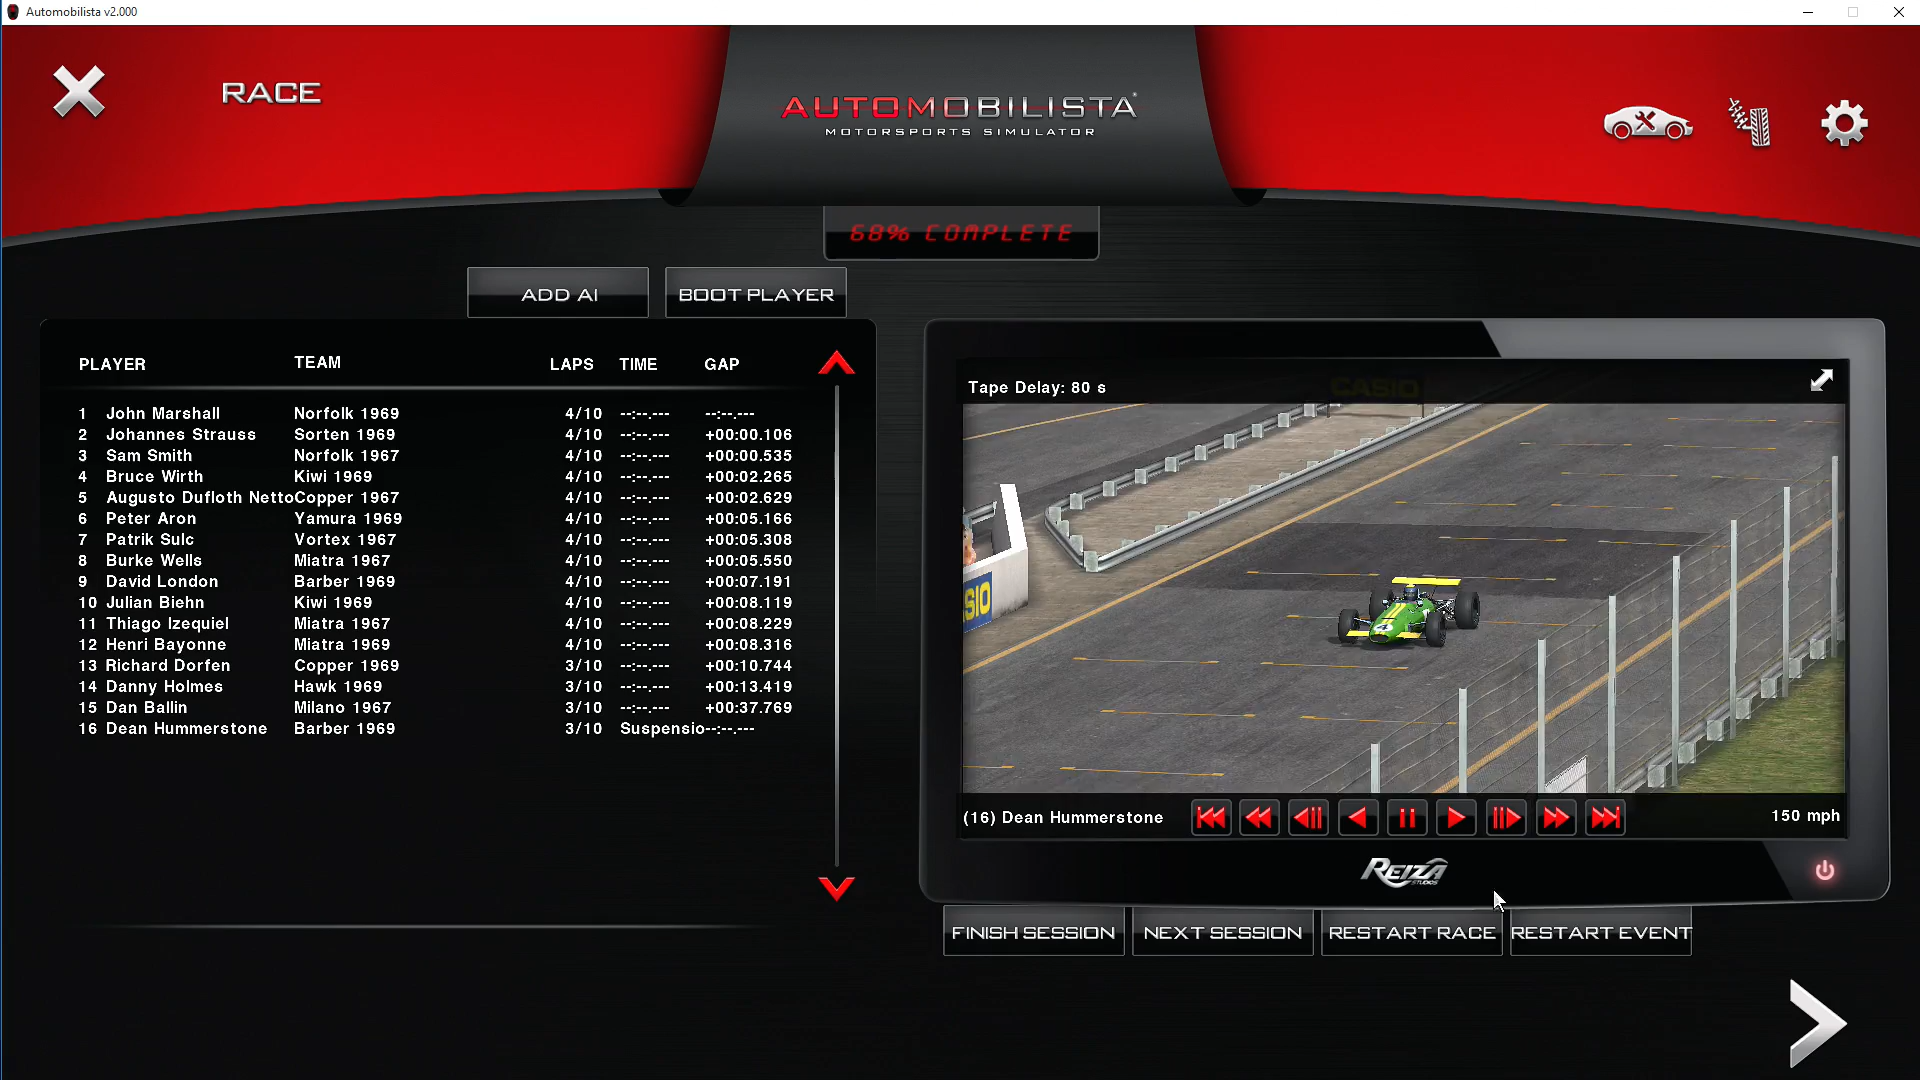 Automobilista v2.000
RACE
AUTOMOBILISTA
MOTORSPORTS SIMULATOR
68% COMPLETE
ADD AI BOOT PLAYER
PLAYER TEAM LAPS TIME GAP
1 John Marshall Norfolk 1969 4/10 --:--.--- --:--.---
2 Johannes Strauss Sorten 1969 4/10 --:--.--- +00:00.106
3 Sam Smith Norfolk 1967 4/10 --:--.--- +00:00.535
4 Bruce Wirth Kiwi 1969 4/10 --:--.--- +00:02.265
5 Augusto Dufloth Netto Copper 1967 4/10 --:--.--- +00:02.629
6 Peter Aron Yamura 1969 4/10 --:--.--- +00:05.166
7 Patrik Sulc Vortex 1967 4/10 --:--.--- +00:05.308
8 Burke Wells Miatra 1967 4/10 --:--.--- +00:05.550
9 David London Barber 1969 4/10 --:--.--- +00:07.191
10 Julian Biehn Kiwi 1969 4/10 --:--.--- +00:08.119
11 Thiago Izequiel Miatra 1967 4/10 --:--.--- +00:08.229
12 Henri Bayonne Miatra 1969 4/10 --:--.--- +00:08.316
13 Richard Dorfen Copper 1969 3/10 --:--.--- +00:10.744
14 Danny Holmes Hawk 1969 3/10 --:--.--- +00:13.419
15 Dan Ballin Milano 1967 3/10 --:--.--- +00:37.769
16 Dean Hummerstone Barber 1969 3/10 Suspensio --:--.---
Tape Delay: 80 s
CASIO
SIO
4
(16) Dean Hummerstone
150 mph
REIZA
STUDIOS
FINISH SESSION NEXT SESSION RESTART RACE RESTART EVENT